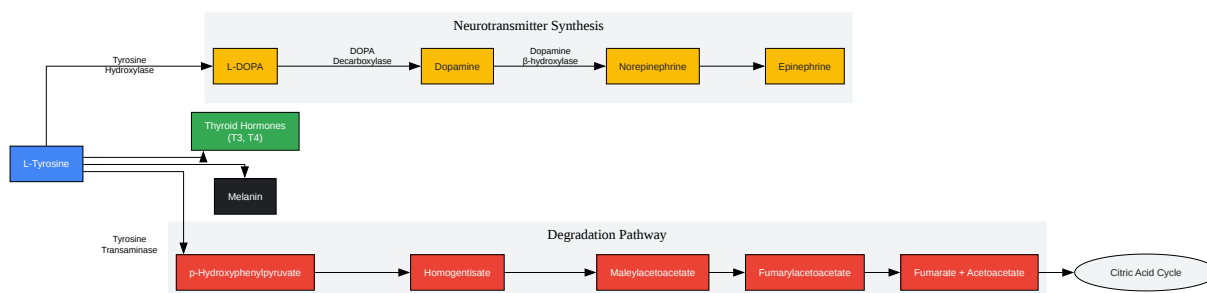 Neurotransmitter Synthesis
Tyrosine
Hydroxylase
L-DOPA
DOPA
Decarboxylase
Dopamine
Dopamine
β-hydroxylase
Norepinephrine
Epinephrine
Thyroid Hormones
(T3, T4)
L-Tyrosine
Melanin
Degradation Pathway
Tyrosine
Transaminase
p-Hydroxyphenylpyruvate
Homogentisate
Maleylacetoacetate
Fumarylacetoacetate
Fumarate + Acetoacetate
Citric Acid Cycle